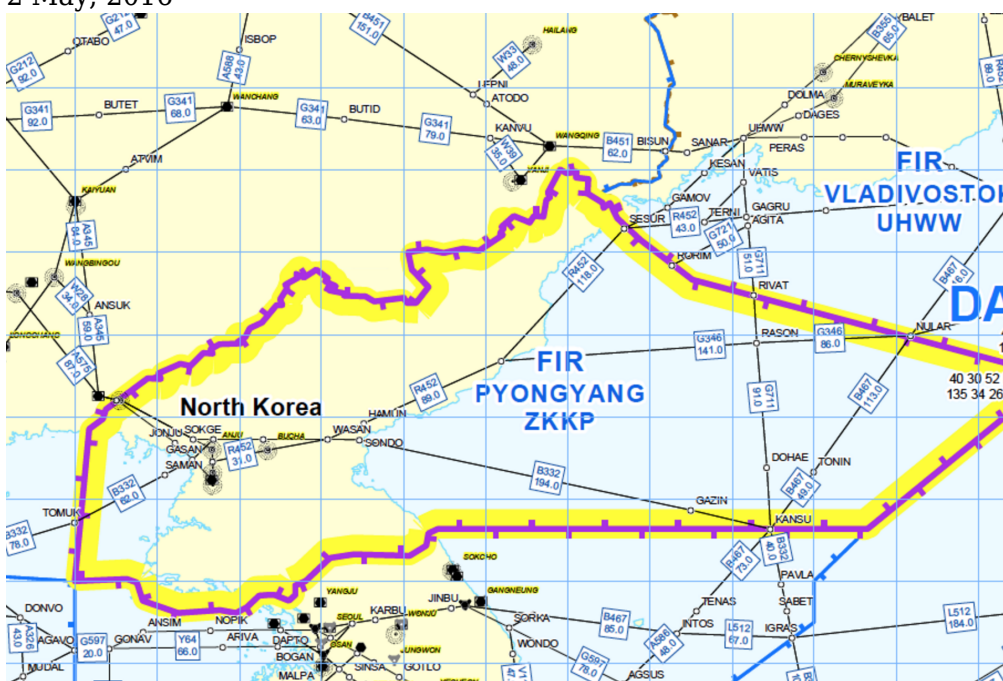 2 May, 2016
G212
47.0
OTABO
ISBOP
B451
151.0
HAILANG
W33
48.0
B355
65.0
BALET
CHERNYSHEVKA
G212
92.0
A588
43.0
MURAVEYKA
LEPNI
ATODO
DOLMA
DAGES
WANCHANG
G341
92.0
BUTET
G341
68.0
G341
63.0
BUTID
G341
79.0
KANVU
WANGQING
B451
62.0
BISUN
SANAR
UHWW
PERAS
W39
35.0
YANJI
ATVIM
KESAN
VATIS
FIR
VLADIVOSTOK
UHWW
KAIYUAN
GAMOV
SESUR
R452
43.0
TERNI
GAGRU
AGITA
A345
84.0
G721
50.0
RORIM
G711
51.0
WANGBINGOU
R452
118.0
B467
W28
34.0
ANSUK
RIVAT
DA
A345
59.0
NULAR
RASON
G346
141.0
G346
86.0
A575
87.0
FIR
PYONGYANG
ZKKP
40 30 52
135 34 26
R452
89.0
G711
91.0
B467
113.0
North Korea
HAMUN
JONJU
SOKGE
ANJU
BUCHA
WASAN
SONDO
GASAN
R452
SAMAN
DOHAE
TONIN
B332
62.0
B332
194.0
B467
49.0
TOMUK
GAZIN
KANSU
B332
78.0
B467
73.0
B332
40.0
SOKCHO
PAVLA
YANGJU
GANGNEUNG
JINBU
DONVO
TENAS
SABET
ANSIM
NOPIK
SEOUL
KARBU
WONJU
SORKA
B467
85.0
INTOS
L512
67.0
IGRAS
L512
184.0
A326
43.0
AGAVO
G597
20.0
GONAV
Y64
66.0
ARIVA
DAPTO
OSAN
JUNGWON
WONDO
A586
48.0
BOGAN
MUDAL
MALPA
SINSA
GOTLO
G597
78.0
AGSUS